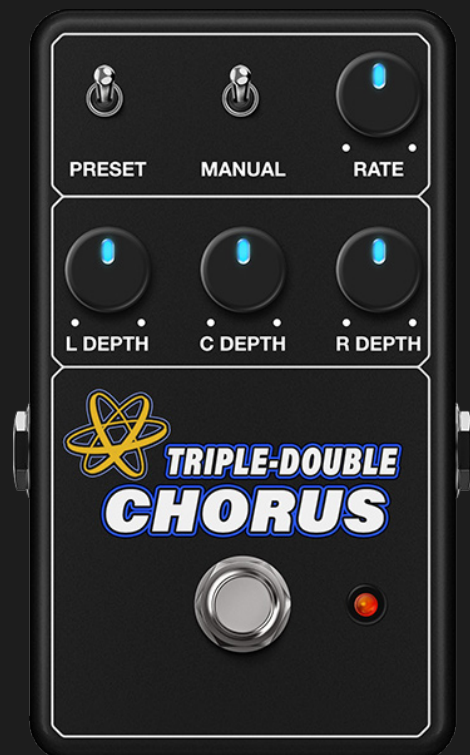 PRESET MANUAL RATE
L DEPTH C DEPTH R DEPTH
TRIPLE-DOUBLE
CHORUS